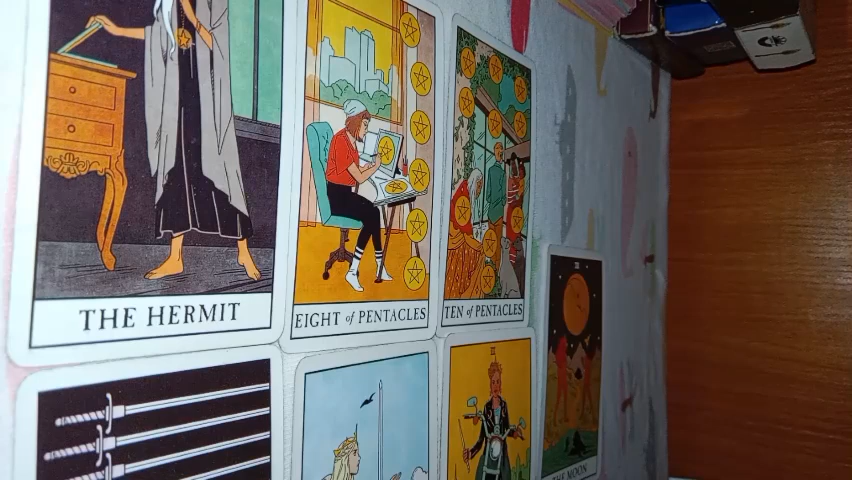 THE HERMIT
EIGHT of PENTACLES
TEN of PENTACLES
THE MOON